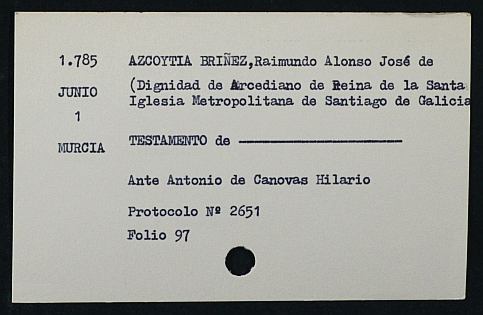 1.785 AZCOYTIA BRIÑEZ,Raimundo Alonso José de
JUNIO (Dignidad de Arcediano de Reina de la Santa
Iglesia Metropolitana de Santiago de Galicia
1
MURCIA TESTAMENTO de ————————————
Ante Antonio de Canovas Hilario
Protocolo Nº 2651
Folio 97